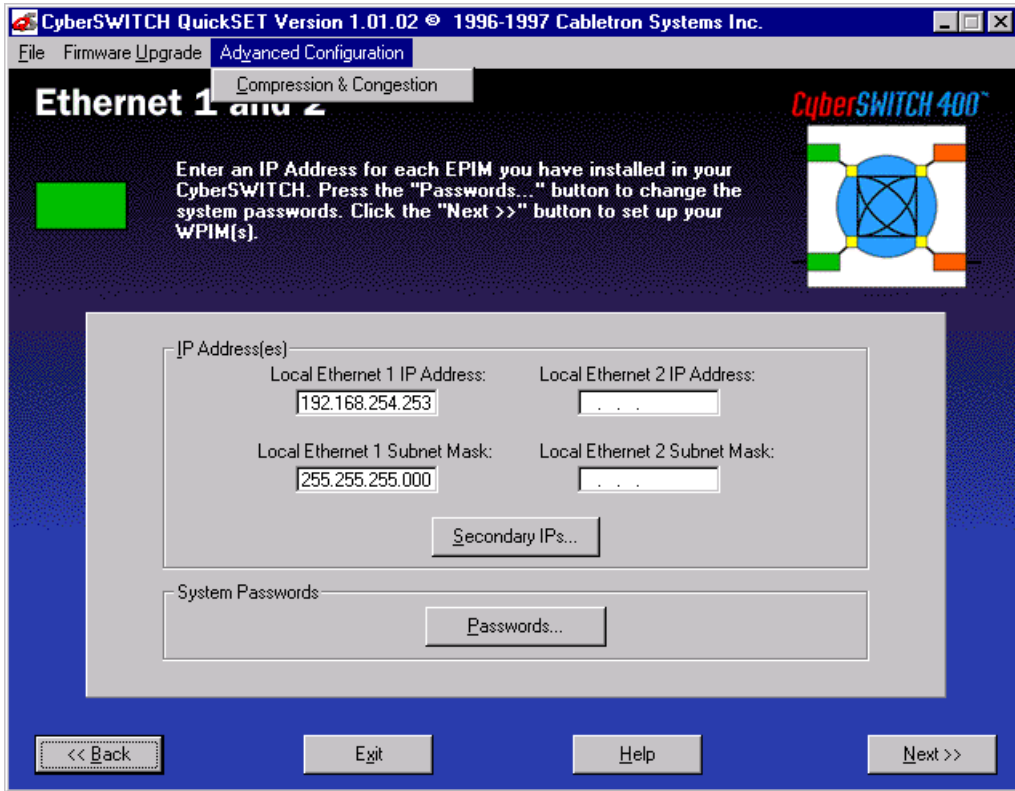 CyberSWITCH QuickSET Version 1.01.02 © 1996-1997 Cabletron Systems Inc.
File Firmware Upgrade Advanced Configuration
Compression & Congestion
Ethernet 1 and 2
CyberSWITCH 400™
Enter an IP Address for each EPIM you have installed in your
CyberSWITCH. Press the "Passwords..." button to change the
system passwords. Click the "Next >>" button to set up your
WPIM(s).
IP Address(es)
Local Ethernet 1 IP Address: Local Ethernet 2 IP Address:
192.168.254.253 . . .
Local Ethernet 1 Subnet Mask: Local Ethernet 2 Subnet Mask:
255.255.255.000 . . .
Secondary IPs...
System Passwords
Passwords...
<< Back Exit Help Next >>